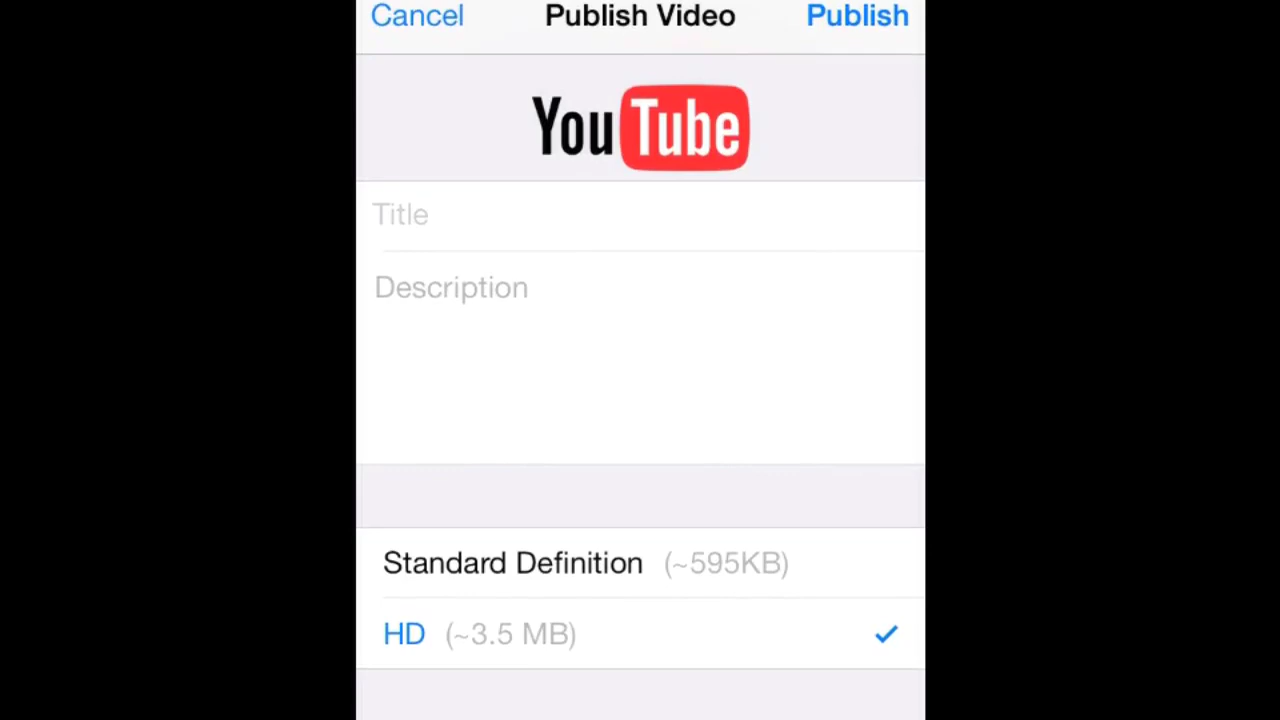 Cancel Publish Video Publish
YouTube
Title
Description
Standard Definition (~595KB)
HD (~3.5 MB)